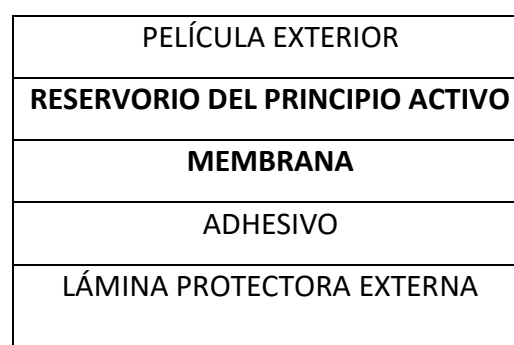 PELÍCULA EXTERIOR
RESERVORIO DEL PRINCIPIO ACTIVO
MEMBRANA
ADHESIVO
LÁMINA PROTECTORA EXTERNA